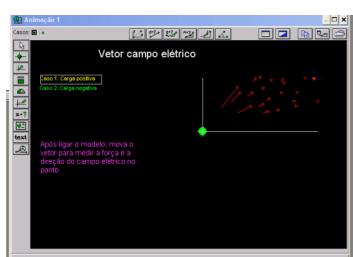 Animação 1
Casos:
Vetor campo elétrico
Caso 1: Carga positiva
Caso 2: Carga negativa
text
Após ligar o modelo, mova o
vetor para medir a força e a
direção do campo elétrico no
ponto.